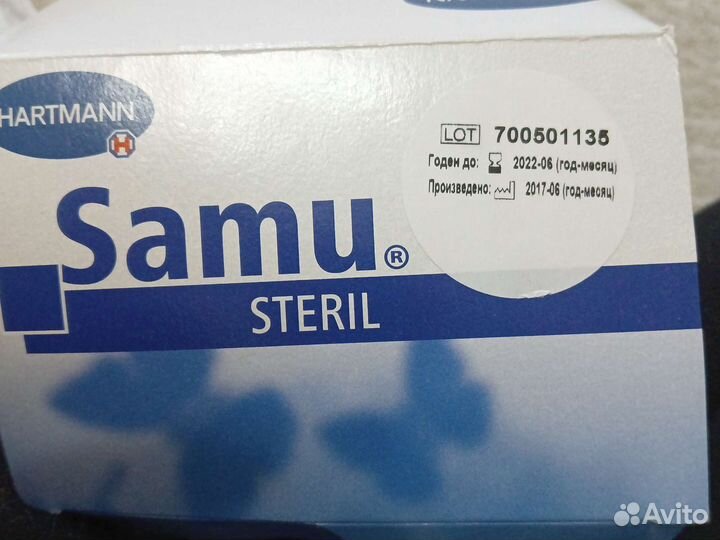 HARTMANN
LOT 700501135
Годен до: 2022-06 (год-месяц)
Произведено: 2017-06 (год-месяц)
Samu®
STERIL
Avito